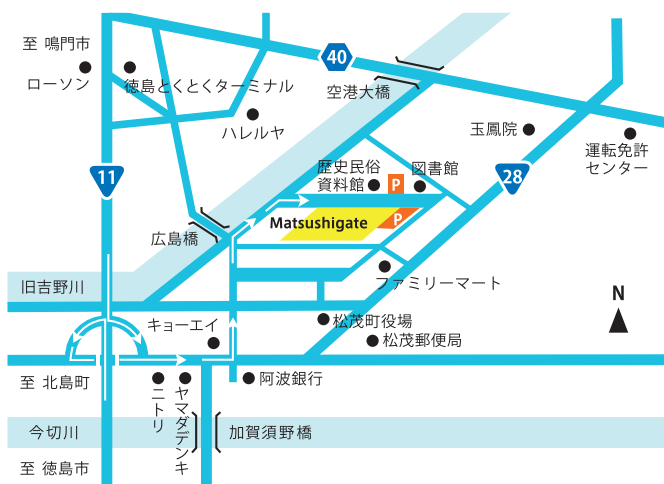 至 鳴門市
ローソン
徳島とくとくターミナル
40
空港大橋
ハレルヤ
玉鳳院
運転免許
センター
11
28
歴史民俗
資料館
P
図書館
P
Matsushigate
広島橋
旧吉野川
ファミリーマート
N
キョーエイ
松茂町役場
松茂郵便局
至 北島町
ニトリ
ヤマダデンキ
阿波銀行
今切川
加賀須野橋
至 徳島市